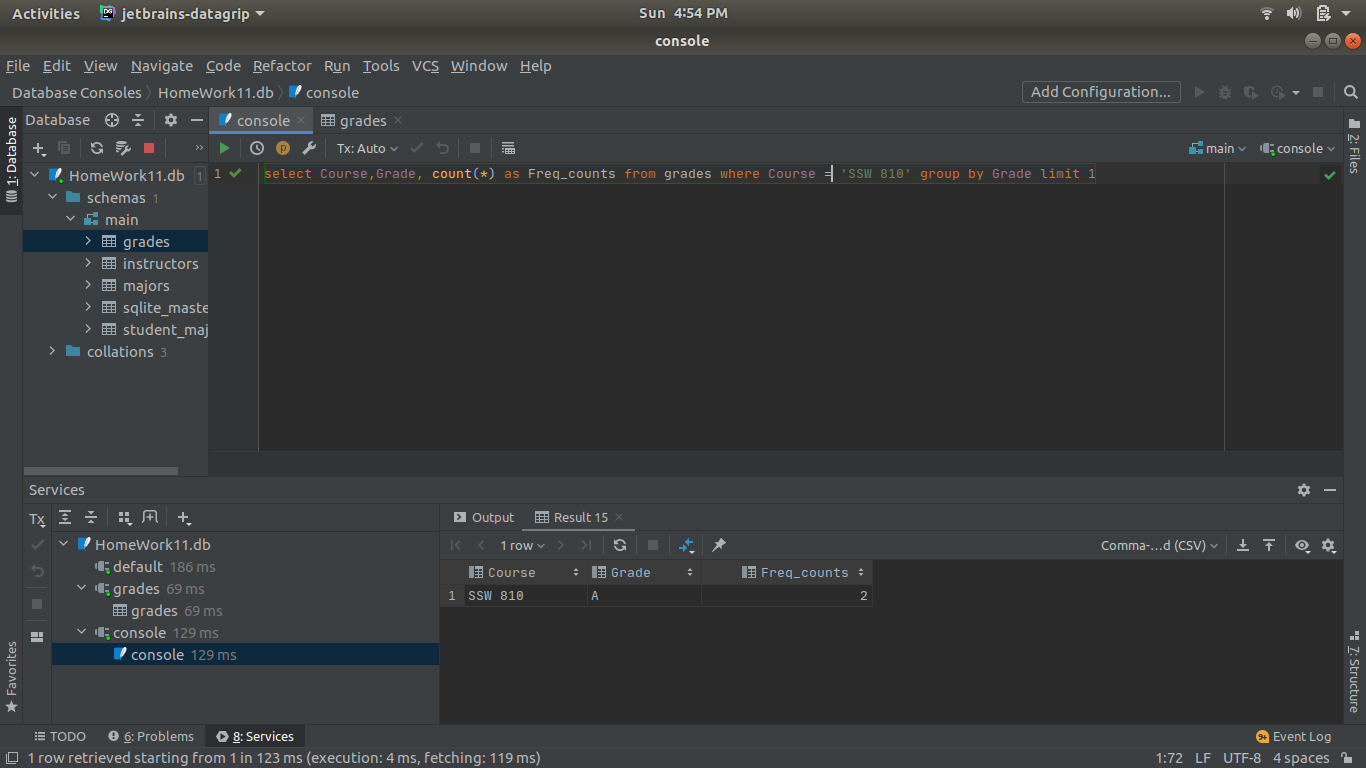 Activities jetbrains-datagrip Sun 4:54 PM
console
File Edit View Navigate Code Refactor Run Tools VCS Window Help
Database Consoles HomeWork11.db console Add Configuration...
1: Database
Database console grades
Tx: Auto main console
HomeWork11.db 1
schemas 1
main
grades
instructors
majors
sqlite_maste
student_maj
collations 3
1 select Course,Grade, count(*) as Freq_counts from grades where Course = 'SSW 810' group by Grade limit 1
2: Files
Services
Tx
HomeWork11.db
default 186 ms
grades 69 ms
grades 69 ms
console 129 ms
console 129 ms
Output Result 15
1 row Comma-...d (CSV)
Course Grade Freq_counts
1 SSW 810 A 2
Favorites
7: Structure
TODO 6: Problems 8: Services 9+ Event Log
1 row retrieved starting from 1 in 123 ms (execution: 4 ms, fetching: 119 ms) 1:72 LF UTF-8 4 spaces